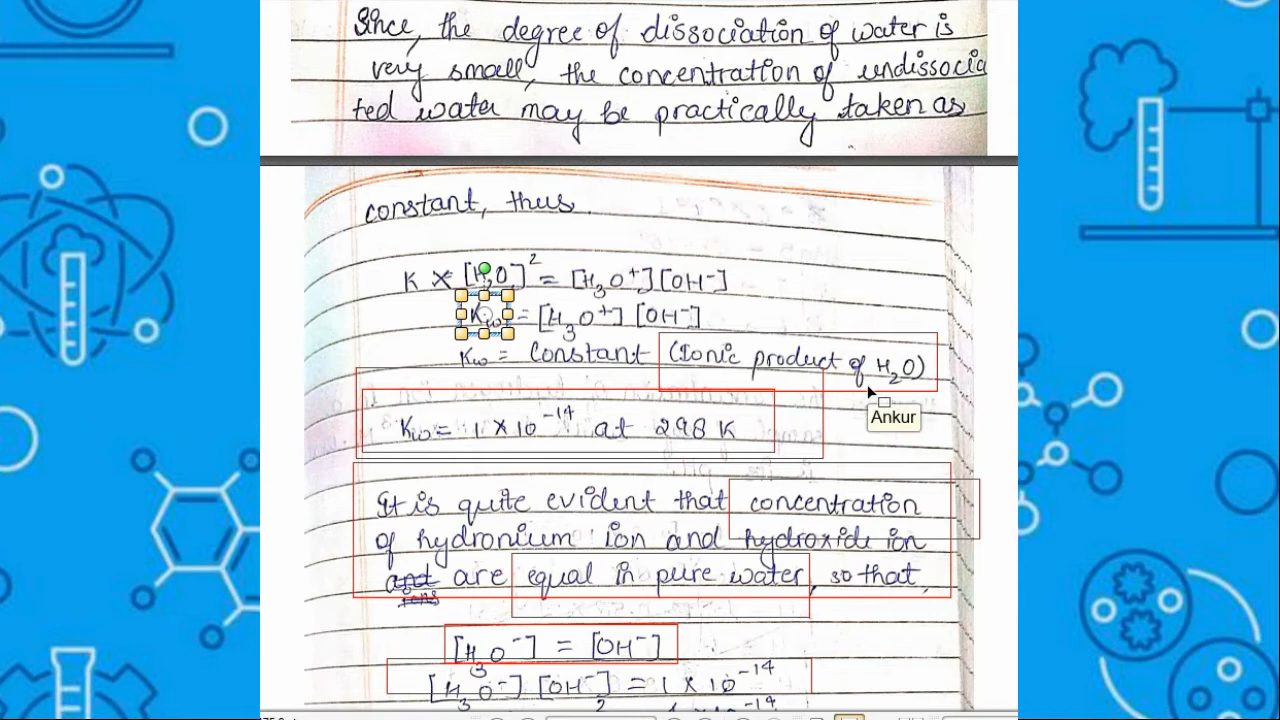 Since, the degree of dissociation of water is
very small, the concentration of undissocia
ted water may be practically taken as
constant, thus
K × [H₂O]² = [H₃O⁺][OH⁻]
Kw = [H₃O⁺] [OH⁻]
Kw = Constant (Ionic product of H₂O)
Ankur
Kw = 1 × 10⁻¹⁴ at 298 K
It is quite evident that concentration
of hydronium ion and hydroxide ion
are equal in pure water, so that,
[H₃O⁻] = [OH⁻]
[H₃O⁻] [OH⁻] = 1 × 10⁻¹⁴